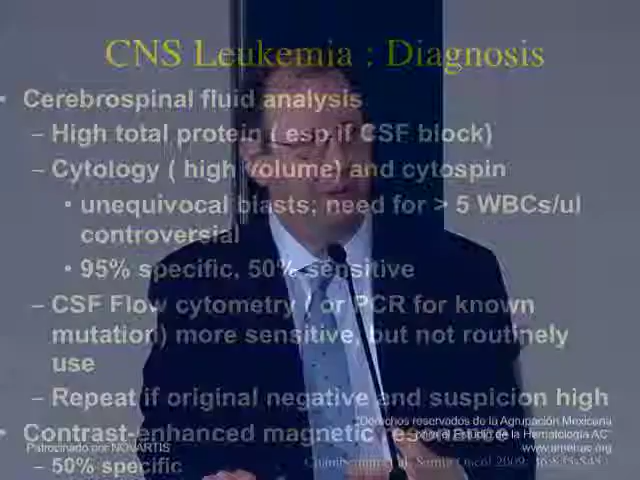 CNS Leukemia : Diagnosis
• Cerebrospinal fluid analysis
– High total protein ( esp if CSF block)
– Cytology ( high volume) and cytospin
• unequivocal blasts; need for > 5 WBCs/ul
controversial
• 95% specific, 50% sensitive
– CSF Flow cytometry ( or PCR for known
mutation) more sensitive, but not routinely
use
– Repeat if original negative and suspicion high
• Contrast-enhanced magnetic
– 50% specific
"Derechos reservados de la Agrupación Mexicana
para el Estudio de la Hematología AC"
Patrocinado por NOVARTIS
www.amehac.org
Oncol 2009;